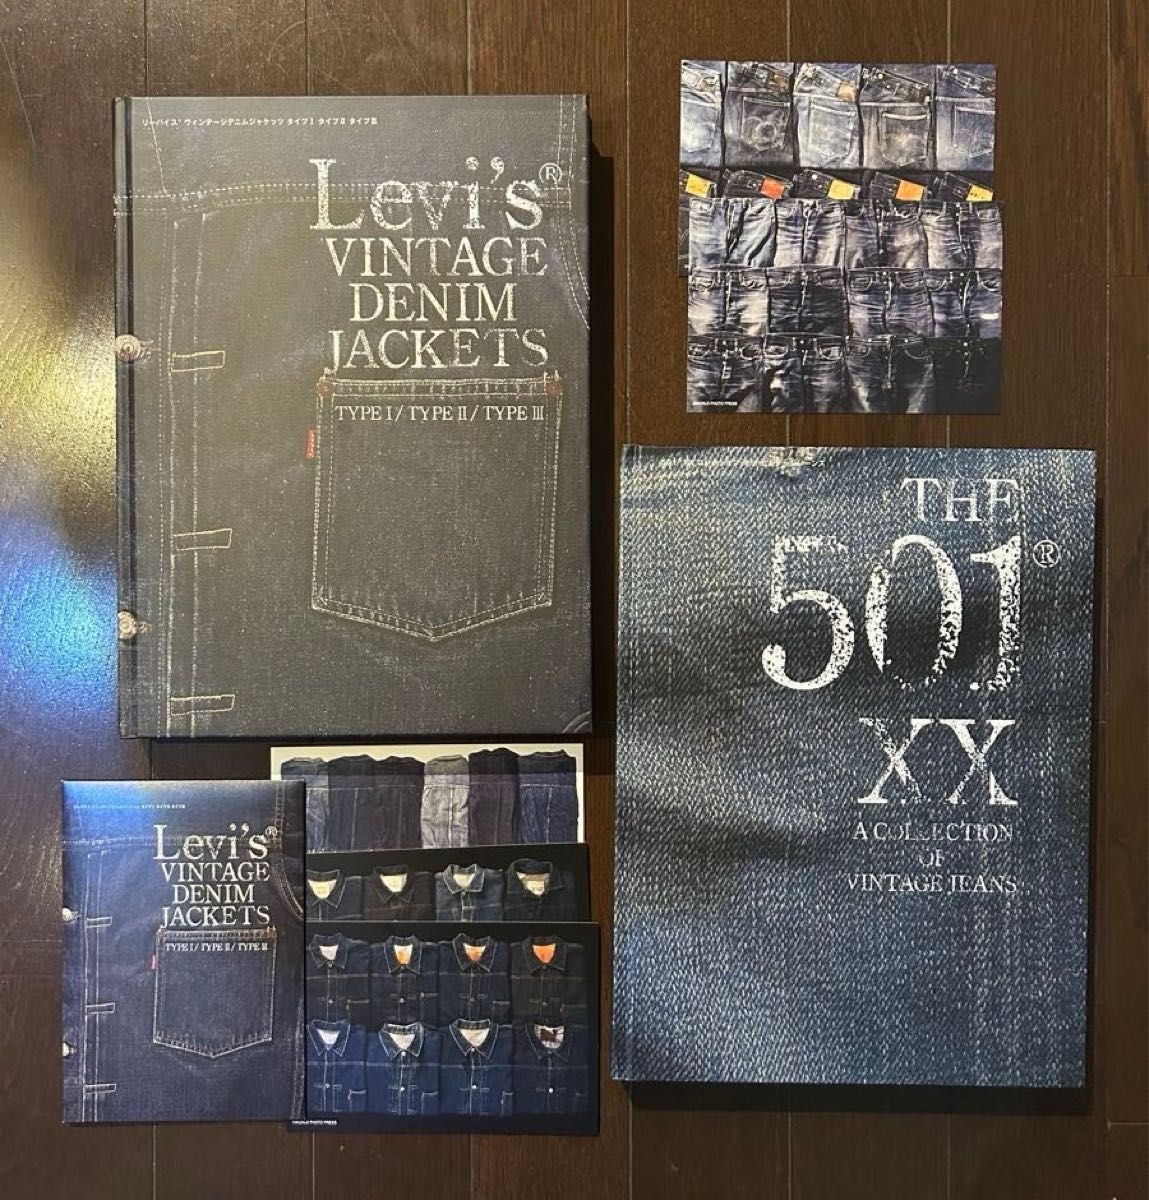 リーバイス® ヴィンテージデニムジャケッツ タイプⅠ タイプⅡ タイプⅢ
Levi's®
VINTAGE
DENIM
JACKETS
TYPE I / TYPE II / TYPE III
THE
501®
XX
A COLLECTION
OF
VINTAGE JEANS
Levi's®
VINTAGE
DENIM
JACKETS
TYPE I / TYPE II / TYPE III